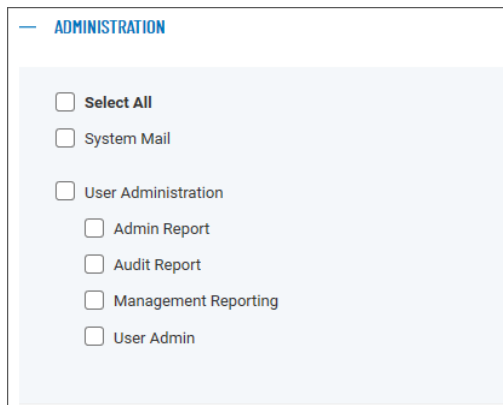 ADMINISTRATION
Select All
System Mail
User Administration
Admin Report
Audit Report
Management Reporting
User Admin